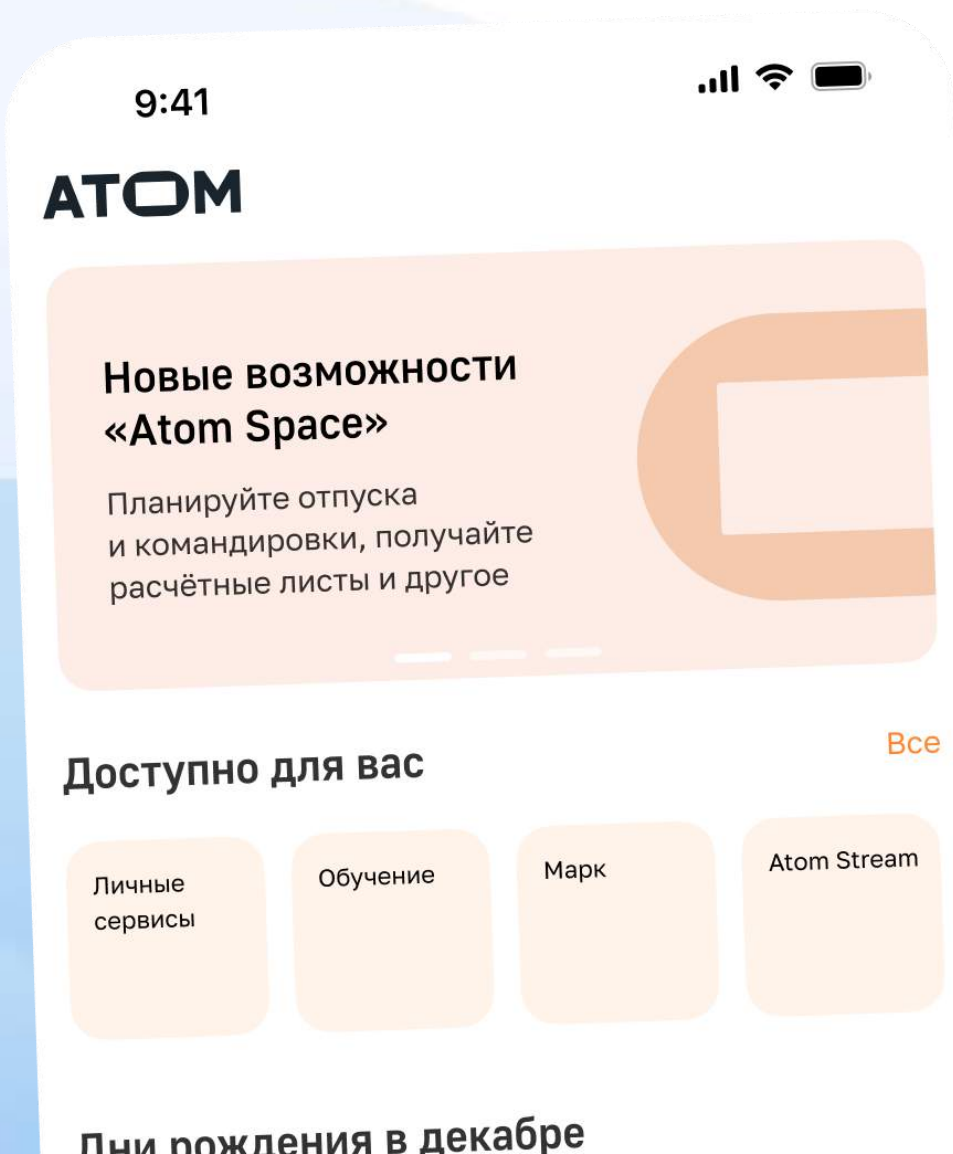 9:41
ATOM
Новые возможности
«Atom Space»
Планируйте отпуска
и командировки, получайте
расчётные листы и другое
Доступно для вас
Все
Личные
сервисы
Обучение
Марк
Atom Stream
Дни рождения в декабре